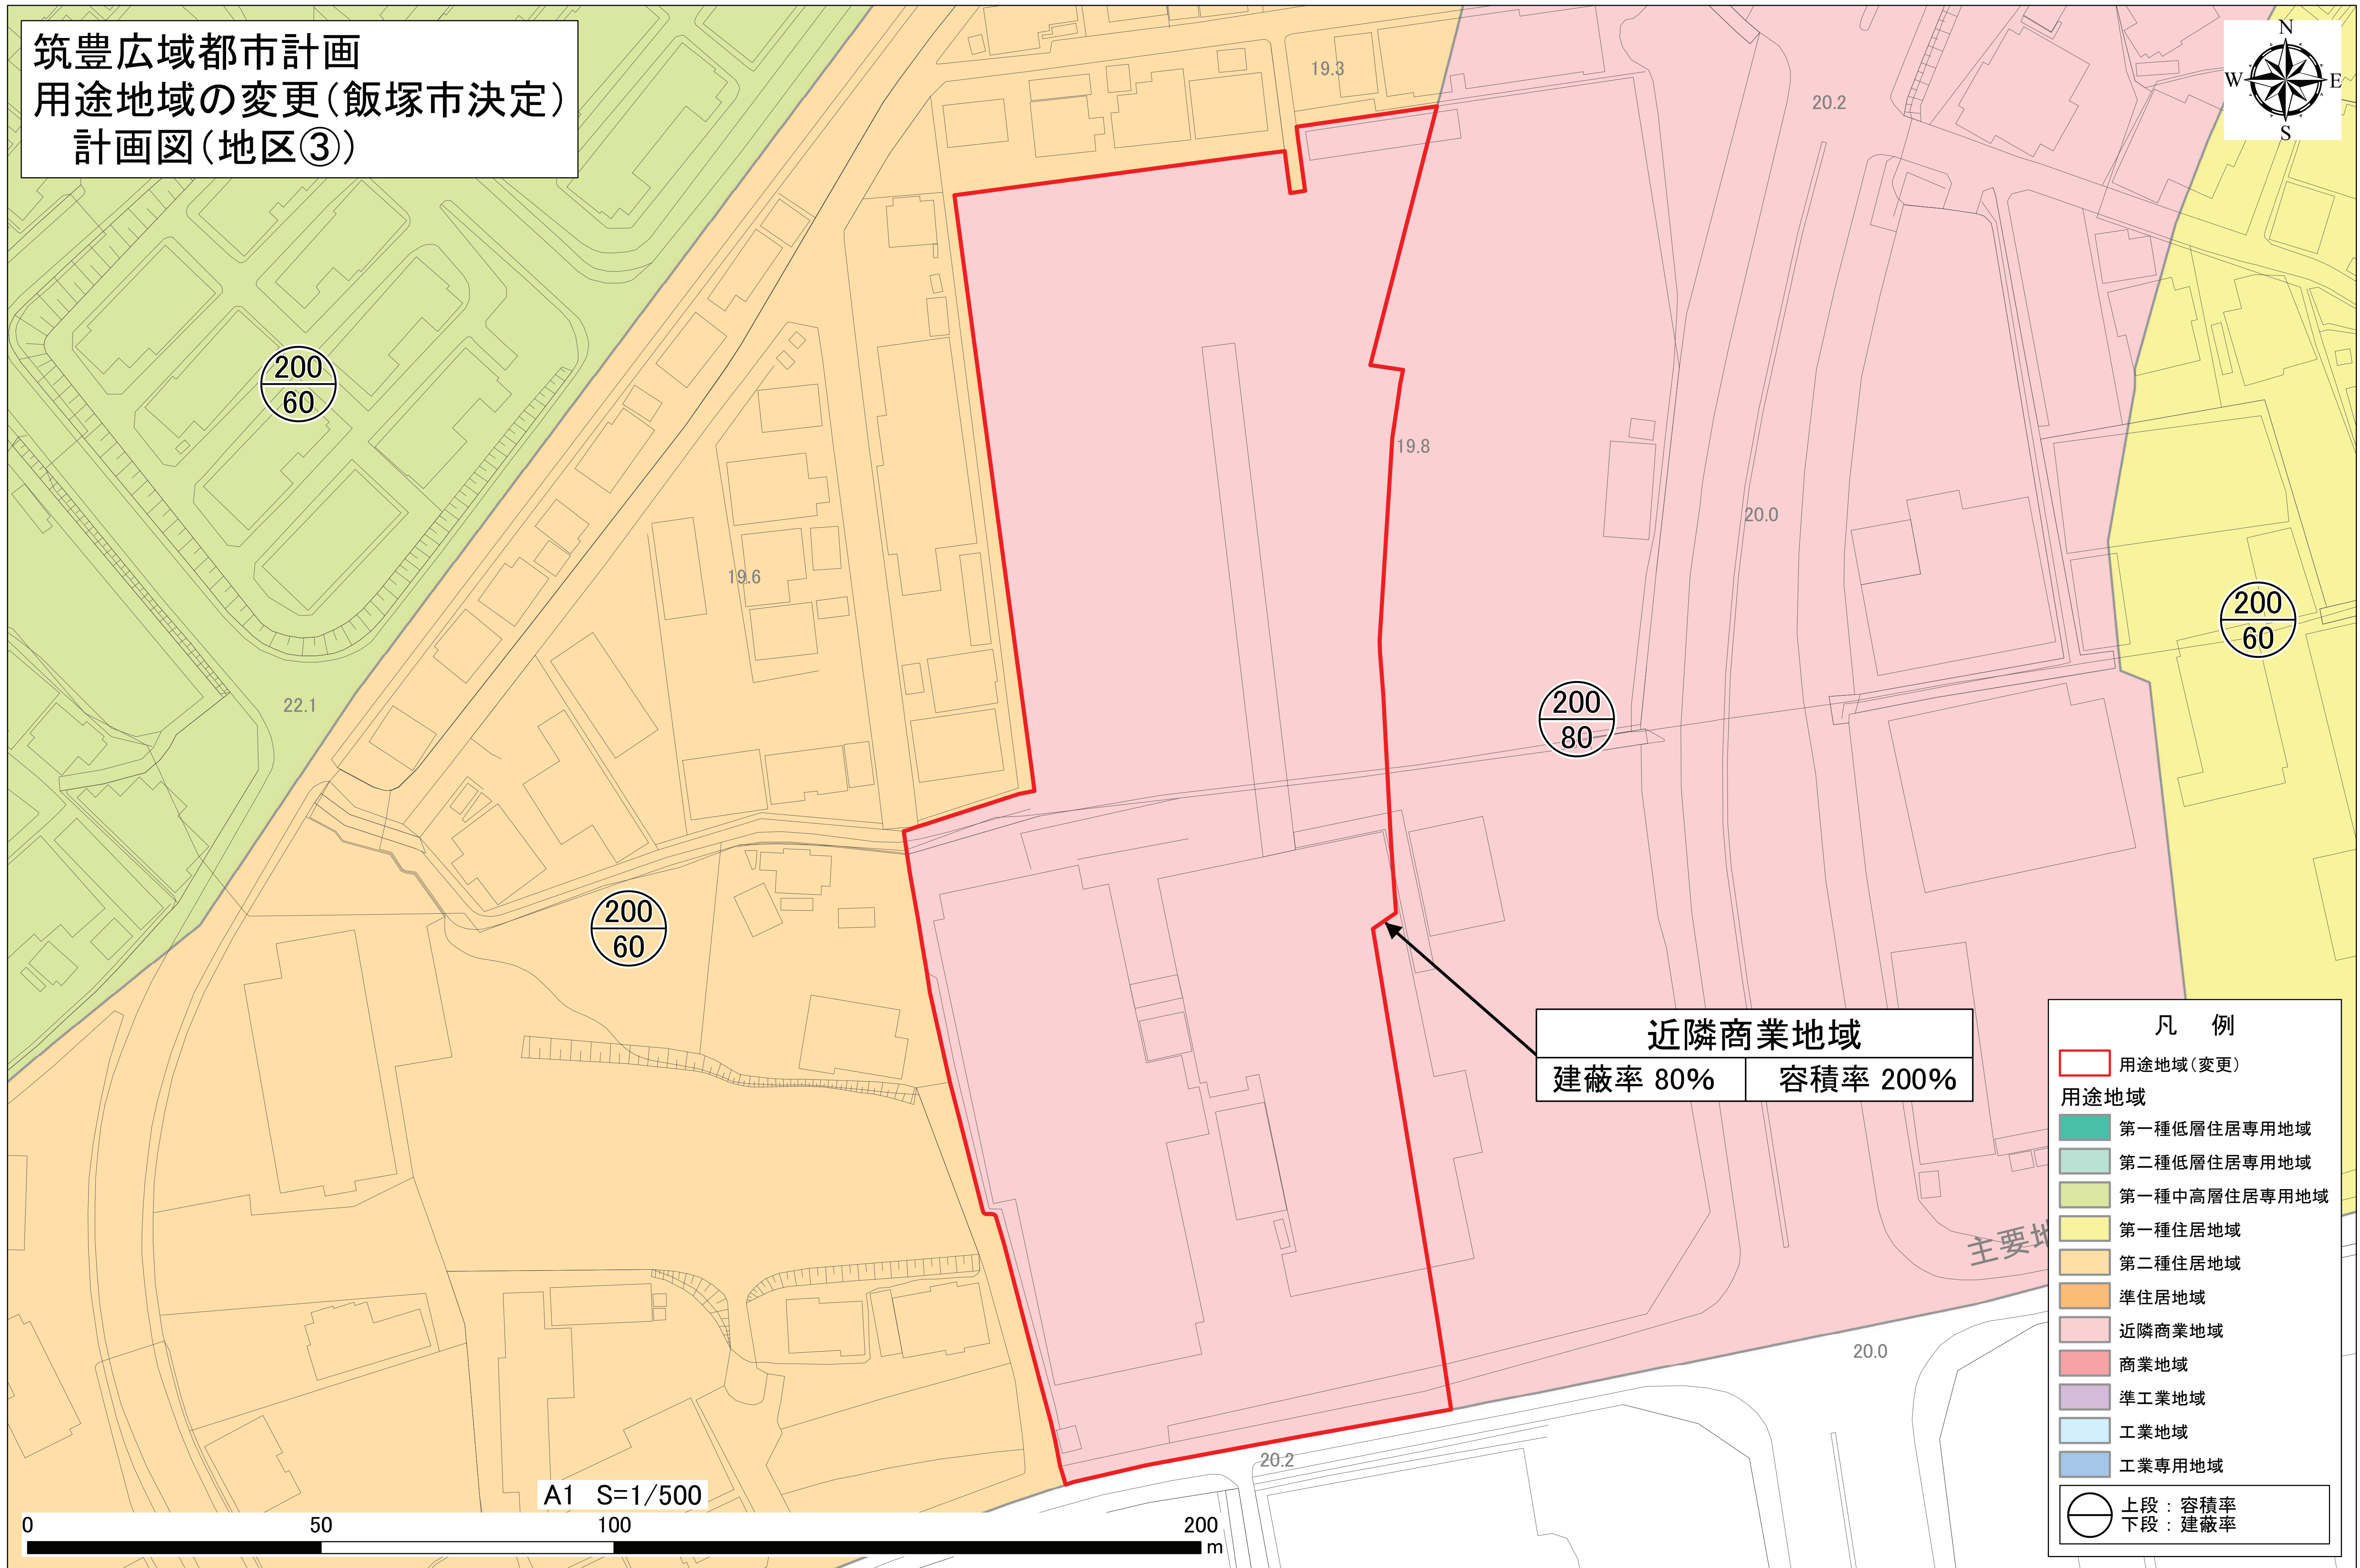 筑豊広域都市計画
用途地域の変更(飯塚市決定)
計画図(地区③)
N
W E
S
19.3
20.2
200
60
19.8
20.0
19.6
200
60
22.1
200
80
200
60
近隣商業地域
建蔽率 80% 容積率 200%
主要地
20.0
20.2
凡 例
用途地域(変更)
用途地域
第一種低層住居専用地域
第二種低層住居専用地域
第一種中高層住居専用地域
第一種住居地域
第二種住居地域
準住居地域
近隣商業地域
商業地域
準工業地域
工業地域
工業専用地域
上段:容積率
下段:建蔽率
A1 S=1/500
0 50 100 200
m